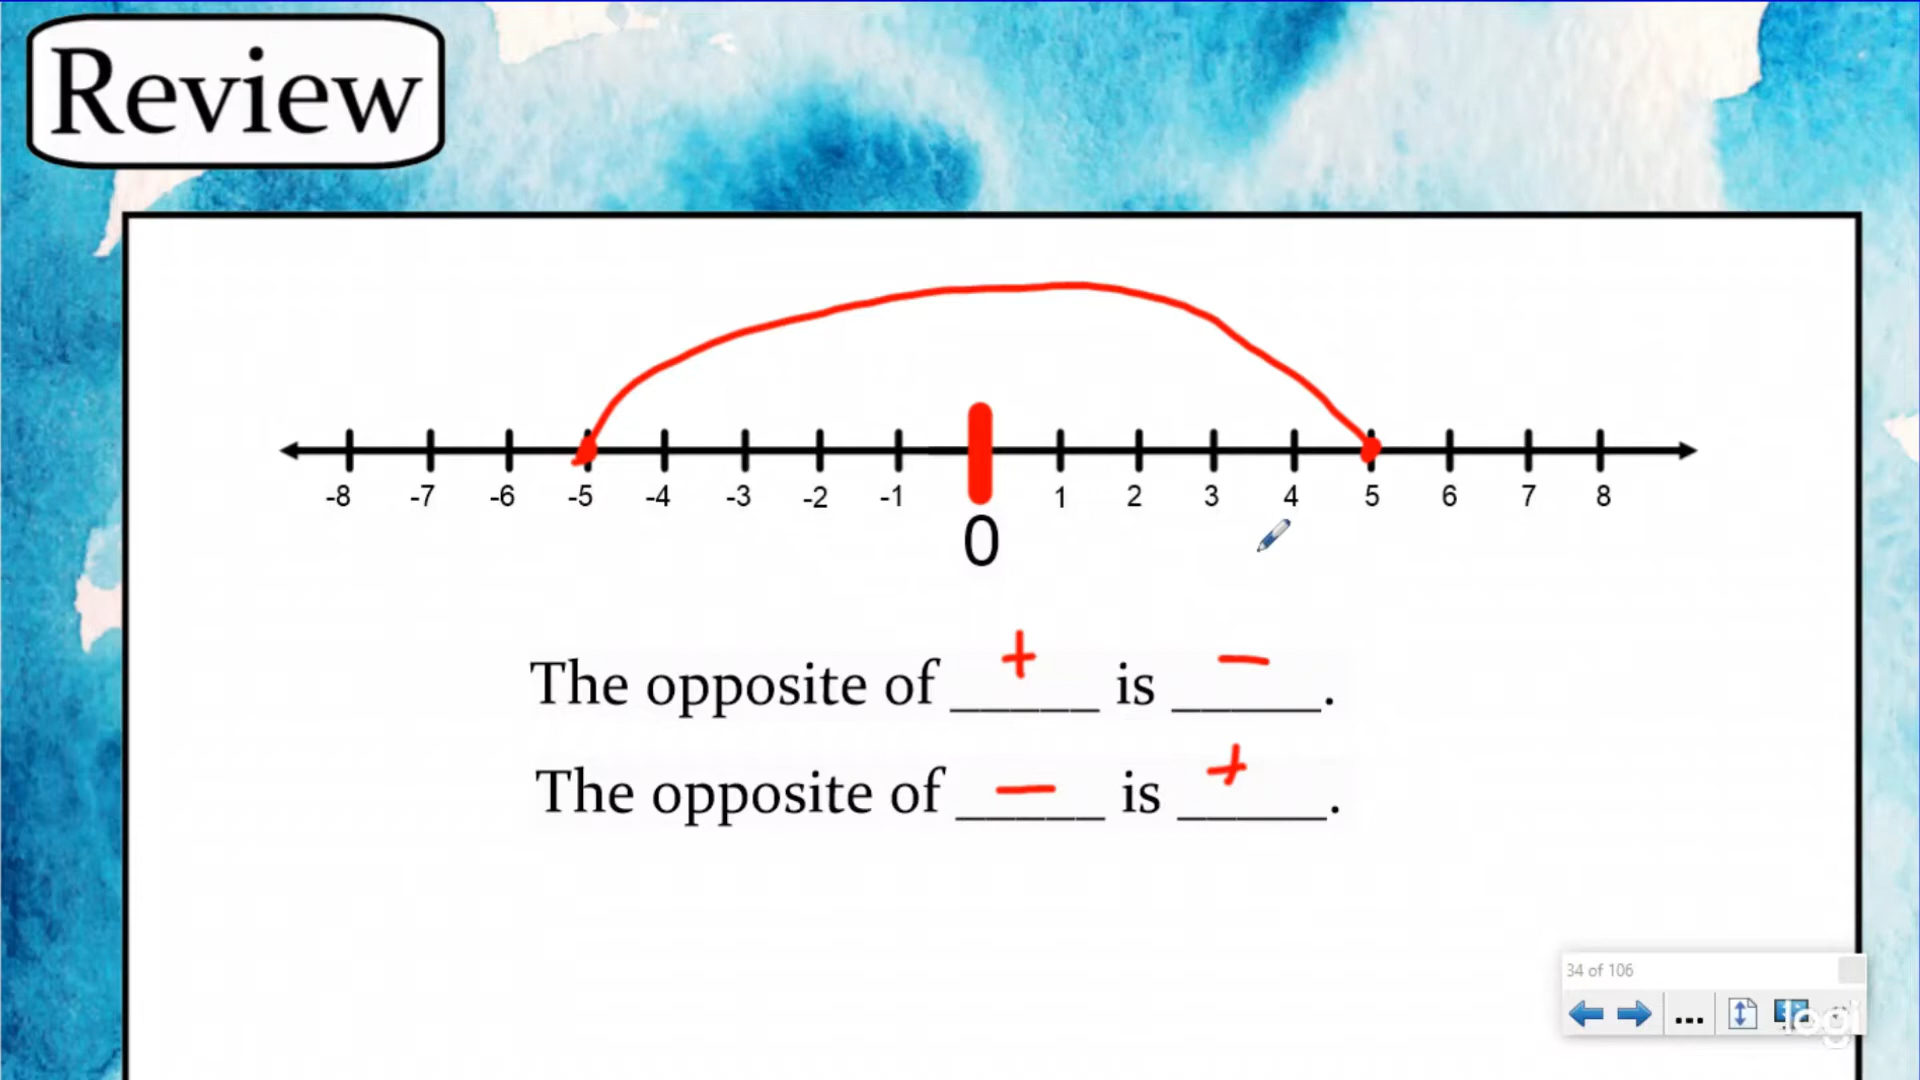 Review
-8 -7 -6 -5 -4 -3 -2 -1 1 2 3 4 5 6 7 8
0
The opposite of + is -.
The opposite of - is +.
34 of 106
...
logi